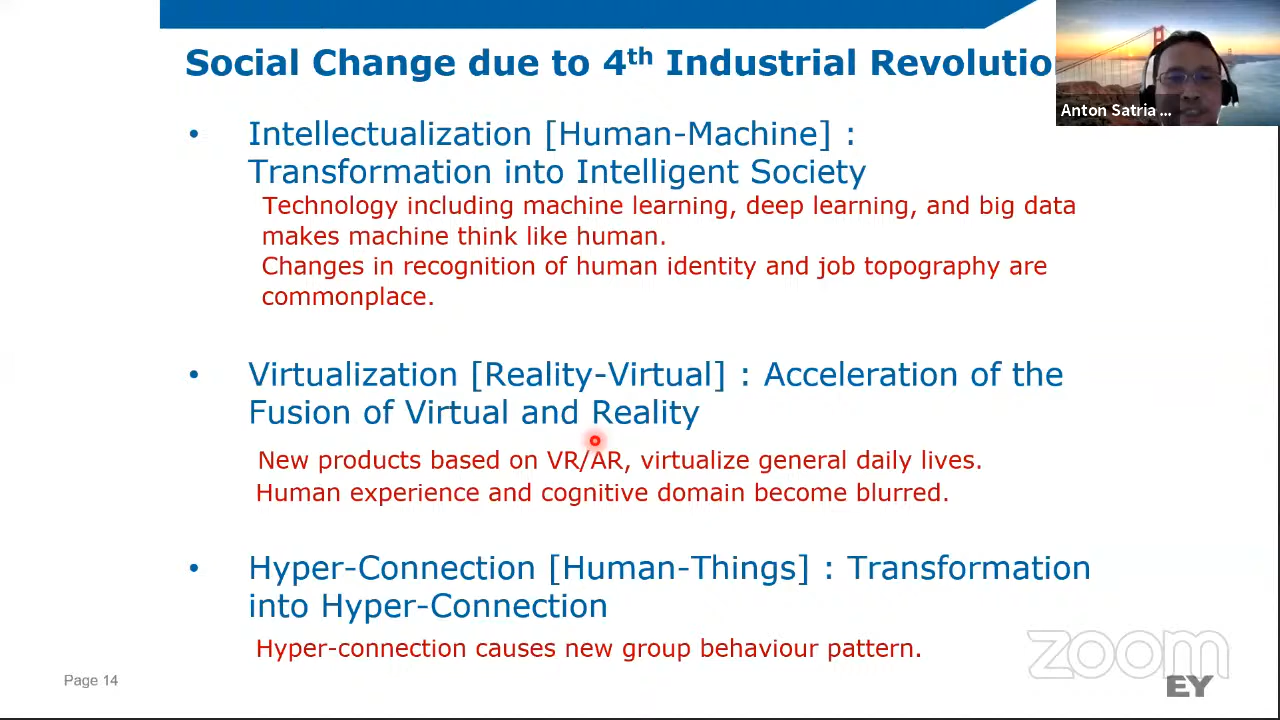 Social Change due to 4th Industrial Revolutio
Anton Satria ...
• Intellectualization [Human-Machine] :
Transformation into Intelligent Society
Technology including machine learning, deep learning, and big data
makes machine think like human.
Changes in recognition of human identity and job topography are
commonplace.
• Virtualization [Reality-Virtual] : Acceleration of the
Fusion of Virtual and Reality
New products based on VR/AR, virtualize general daily lives.
Human experience and cognitive domain become blurred.
• Hyper-Connection [Human-Things] : Transformation
into Hyper-Connection
Hyper-connection causes new group behaviour pattern.
zoom
Page 14
EY